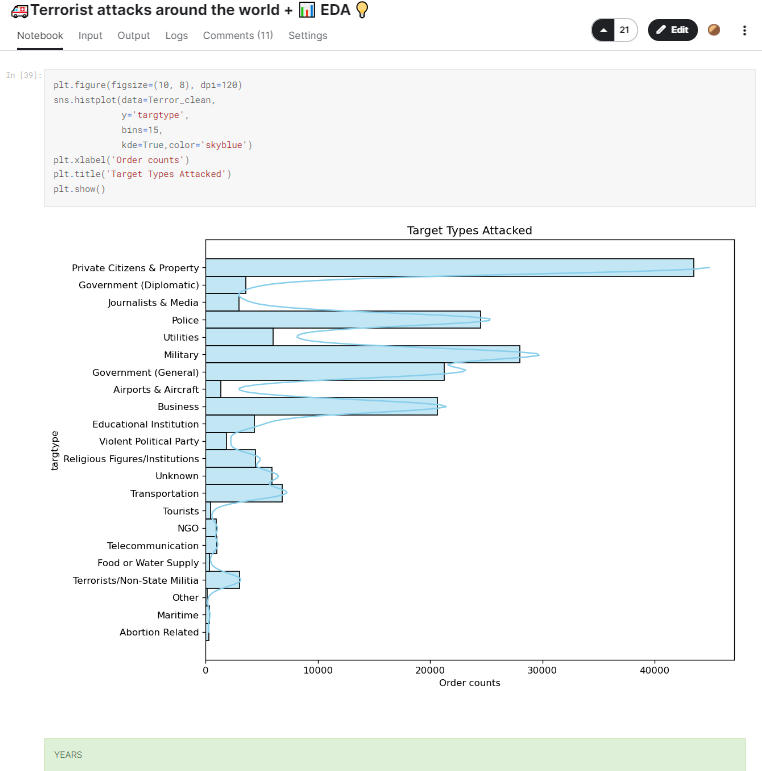 🚑Terrorist attacks around the world + 📊 EDA 💡
Notebook Input Output Logs Comments (11) Settings
21
Edit
In [39]:
plt.figure(figsize=(10, 8), dpi=120)
sns.histplot(data=Terror_clean,
y='targtype',
bins=15,
kde=True,color='skyblue')
plt.xlabel('Order counts')
plt.title('Target Types Attacked')
plt.show()
Target Types Attacked
targtype
Private Citizens & Property
Government (Diplomatic)
Journalists & Media
Police
Utilities
Military
Government (General)
Airports & Aircraft
Business
Educational Institution
Violent Political Party
Religious Figures/Institutions
Unknown
Transportation
Tourists
NGO
Telecommunication
Food or Water Supply
Terrorists/Non-State Militia
Other
Maritime
Abortion Related
0 10000 20000 30000 40000
Order counts
YEARS